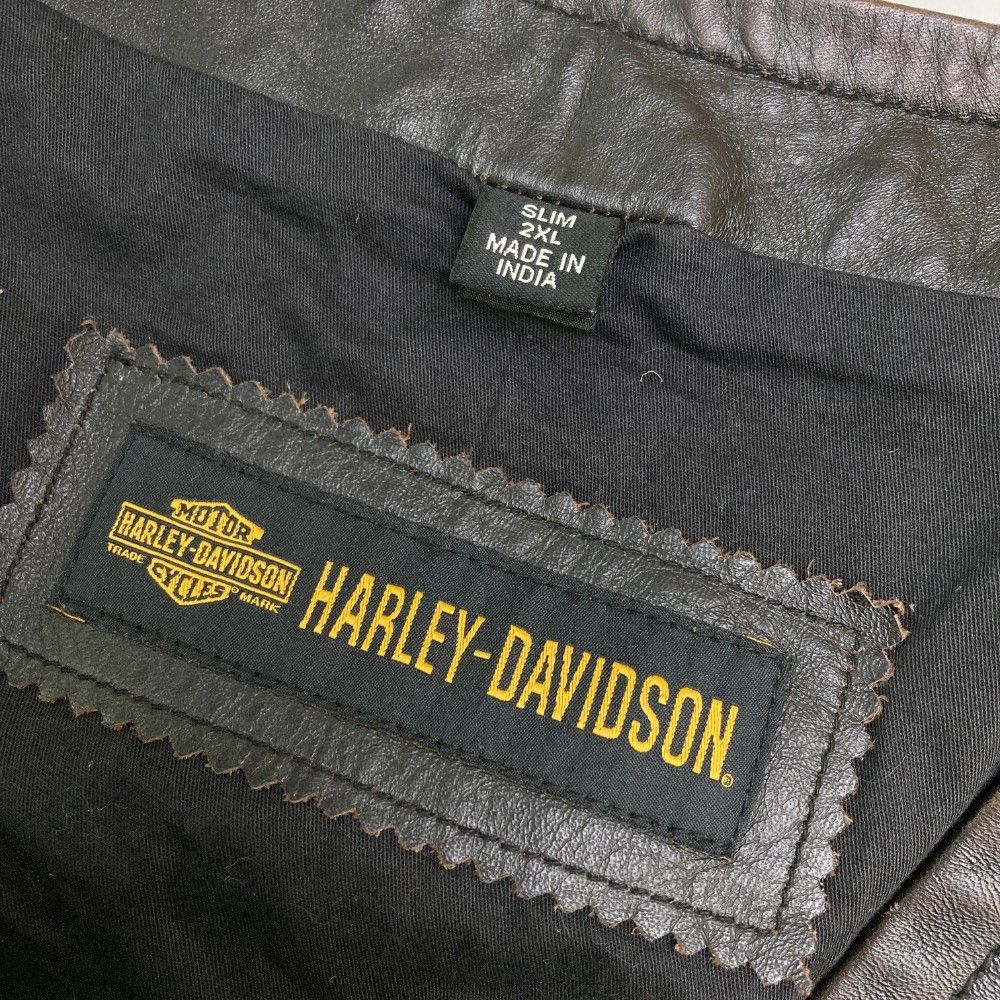 SLIM
2XL
MADE IN
INDIA
MOTOR
HARLEY-DAVIDSON
TRADE CYCLES® MARK
HARLEY-DAVIDSON®